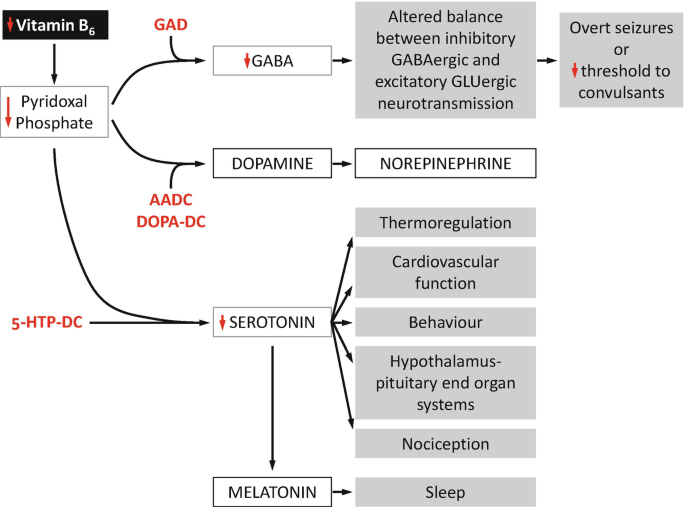 Vitamin B6
GAD
GABA
Altered balance
between inhibitory
GABAergic and
excitatory GLUergic
neurotransmission
Overt seizures
or
threshold to
convulsants
Pyridoxal
Phosphate
DOPAMINE
NOREPINEPHRINE
AADC
DOPA-DC
Thermoregulation
Cardiovascular
function
5-HTP-DC
SEROTONIN
Behaviour
Hypothalamus-
pituitary end organ
systems
Nociception
MELATONIN
Sleep